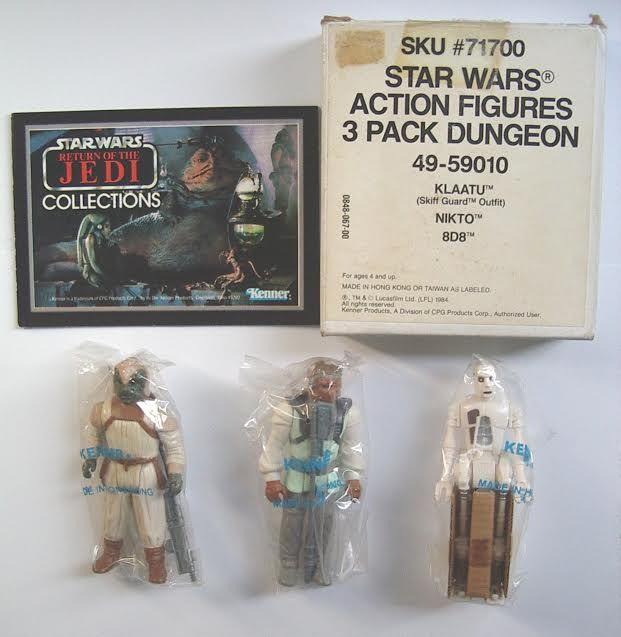 STAR WARS
RETURN OF THE
JEDI
COLLECTIONS
Kenner
SKU #71700
STAR WARS®
ACTION FIGURES
3 PACK DUNGEON
49-59010
KLAATU™
(Skiff Guard™ Outfit)
NIKTO™
8D8™
0848-067-00
For ages 4 and up.
MADE IN HONG KONG OR TAIWAN AS LABELED.
®, TM & © Lucasfilm Ltd. (LFL) 1984
All rights reserved.
Kenner Products, A Division of CPG Products Corp., Authorized User.
KENNER
KE
MADE IN H